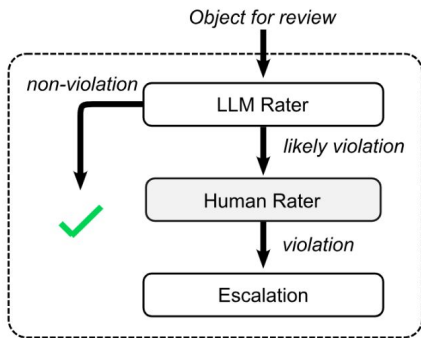 Object for review
non-violation
LLM Rater
likely violation
Human Rater
violation
Escalation